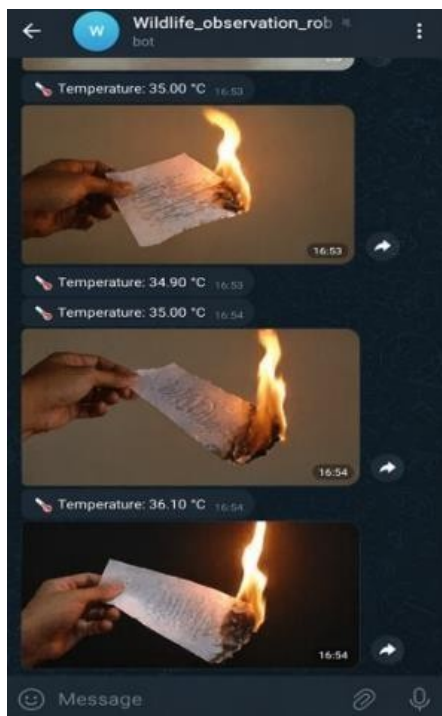 W
Wildlife_observation_rob
bot
Temperature: 35.00 °C 16:53
16:53
Temperature: 34.90 °C 16:53
Temperature: 35.00 °C 16:54
16:54
Temperature: 36.10 °C 16:54
16:54
Message